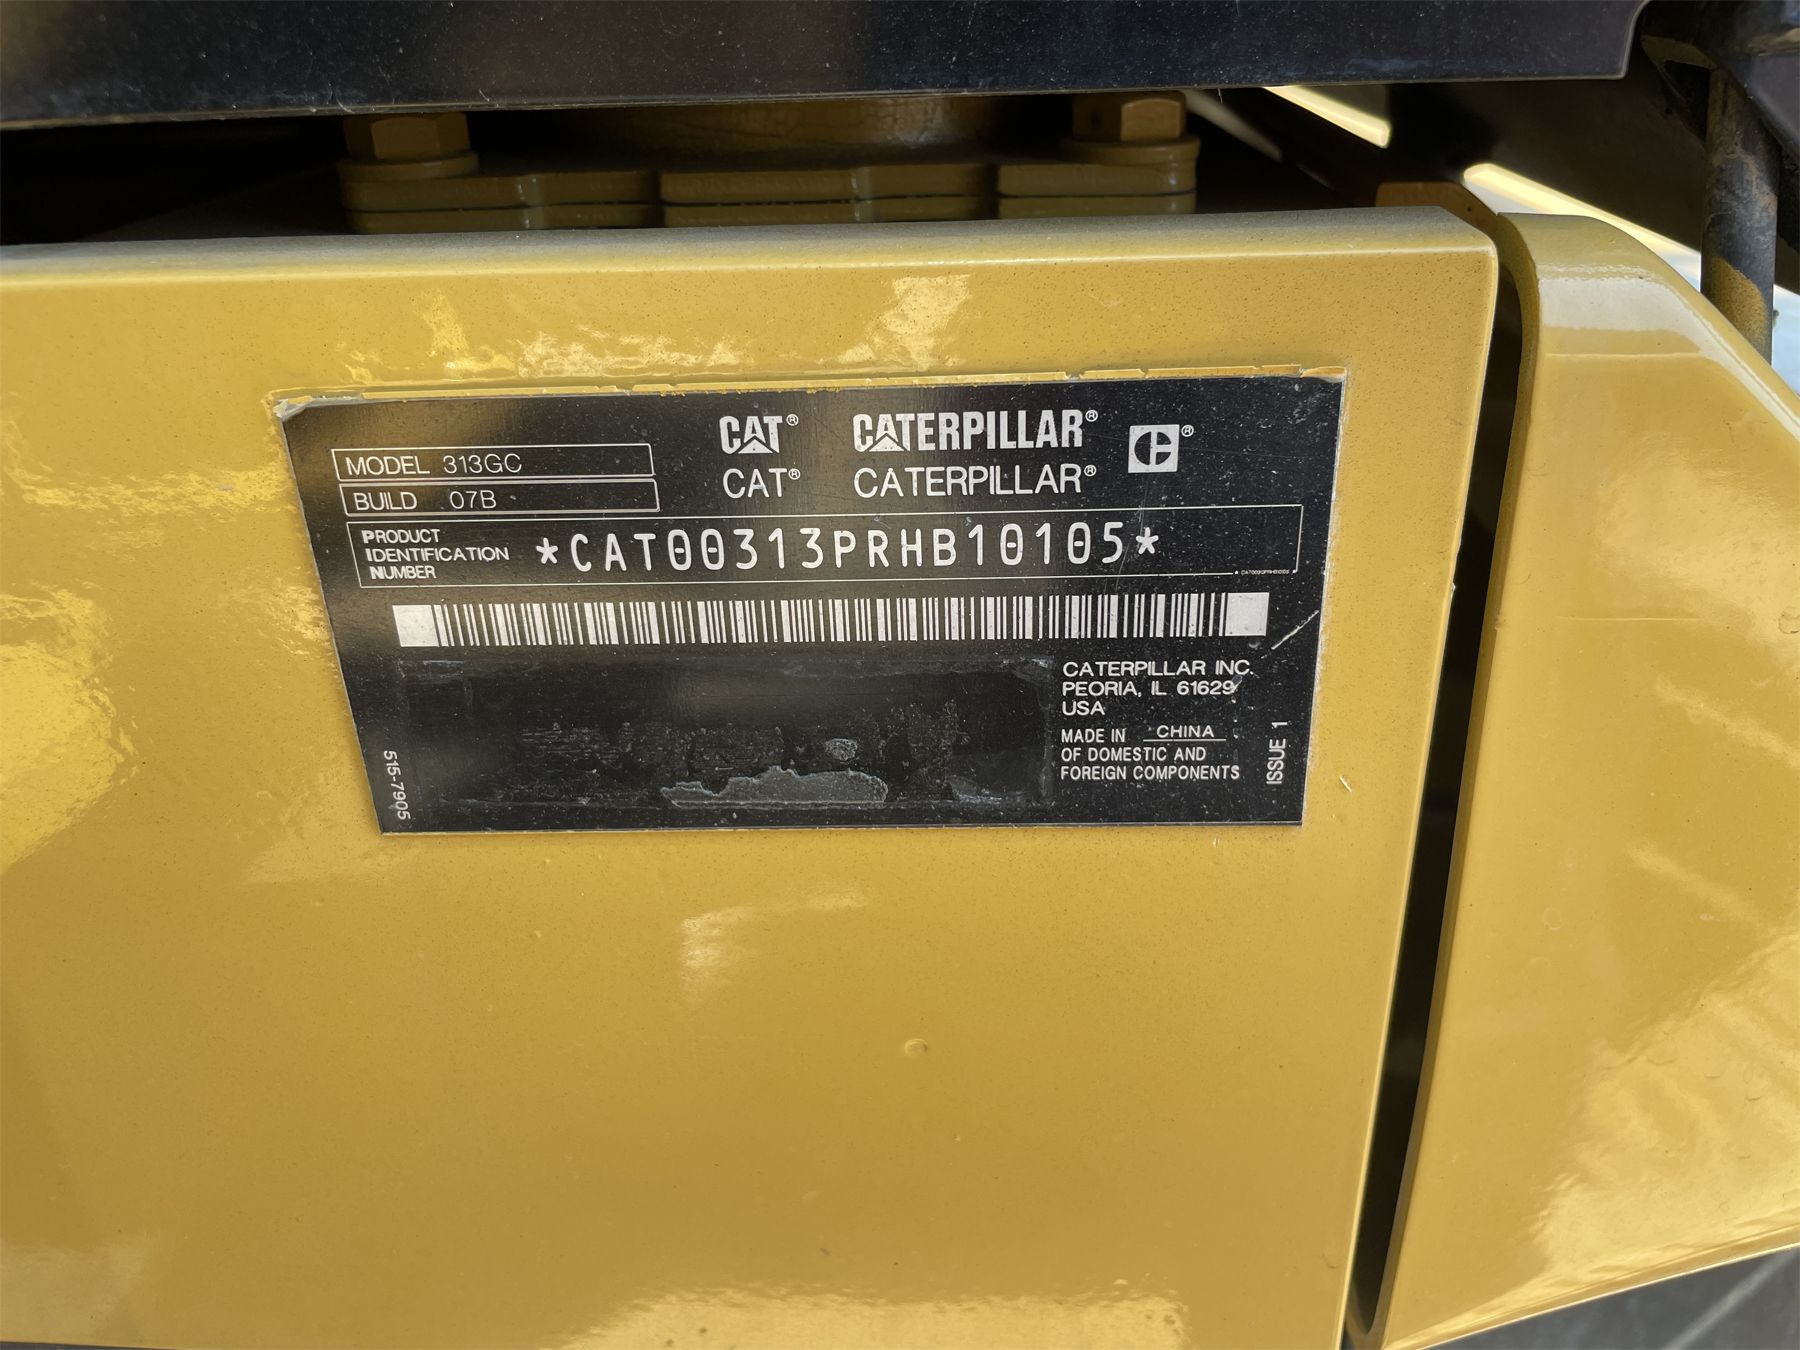 CAT® CATERPILLAR® C®
CAT® CATERPILLAR®
MODEL 313GC
BUILD 07B
PRODUCT
IDENTIFICATION
NUMBER
*CAT00313PRHB10105*
CATERPILLAR INC.
PEORIA, IL 61629
USA
MADE IN CHINA
OF DOMESTIC AND
FOREIGN COMPONENTS
ISSUE 1
515-7905